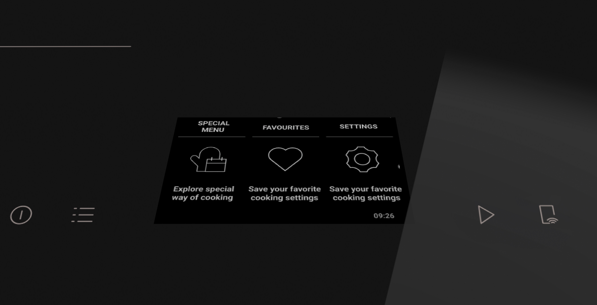 SPECIAL
MENU
FAVOURITES
SETTINGS
Explore special
way of cooking
Save your favorite
cooking settings
Save your favorite
cooking settings
09:26